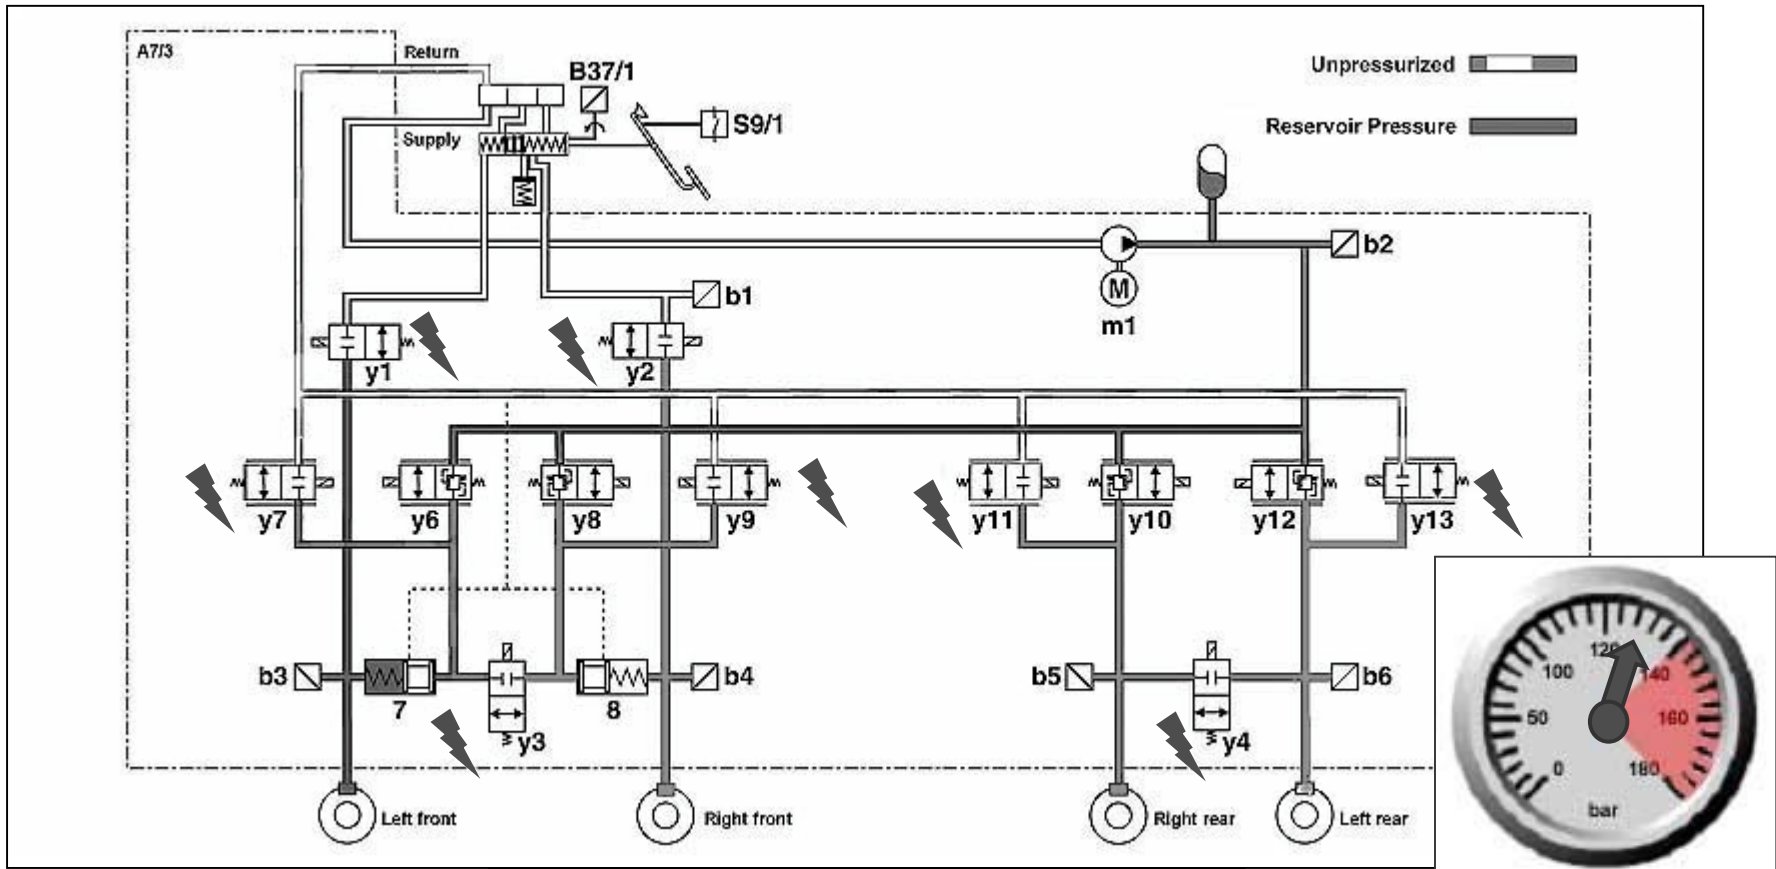 A7/3
Return
B37/1
Unpressurized
S9/1
Supply
Reservoir Pressure
b2
b1
M
m1
y1
y2
y7
y6
y8
y9
y11
y10
y12
y13
b3
7
y3
8
b4
b5
y4
b6
Left front
Right front
Right rear
Left rear
0
50
100
120
140
160
180
bar